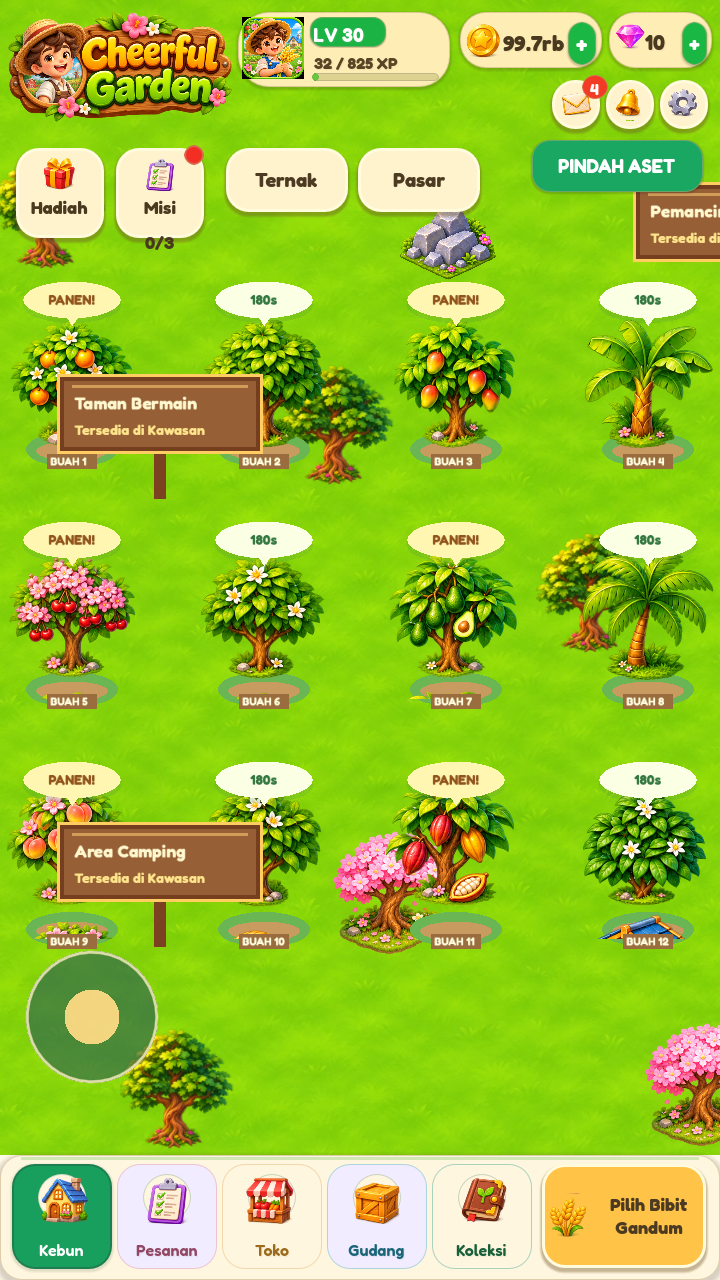 Cheerful
Garden
LV 30
32 / 825 XP
99.7rb
+
10
+
4
Hadiah
Misi
0/3
Ternak
Pasar
PINDAH ASET
Tersedia di
PANEN!
180s
PANEN!
180s
Taman Bermain
Tersedia di Kawasan
BUAH 1
BUAH 2
BUAH 3
BUAH 4
PANEN!
180s
PANEN!
180s
BUAH 5
BUAH 6
BUAH 7
BUAH 8
PANEN!
180s
PANEN!
180s
Area Camping
Tersedia di Kawasan
BUAH 9
BUAH 10
BUAH 11
BUAH 12
Kebun
Pesanan
Toko
Gudang
Koleksi
Pilih Bibit
Gandum